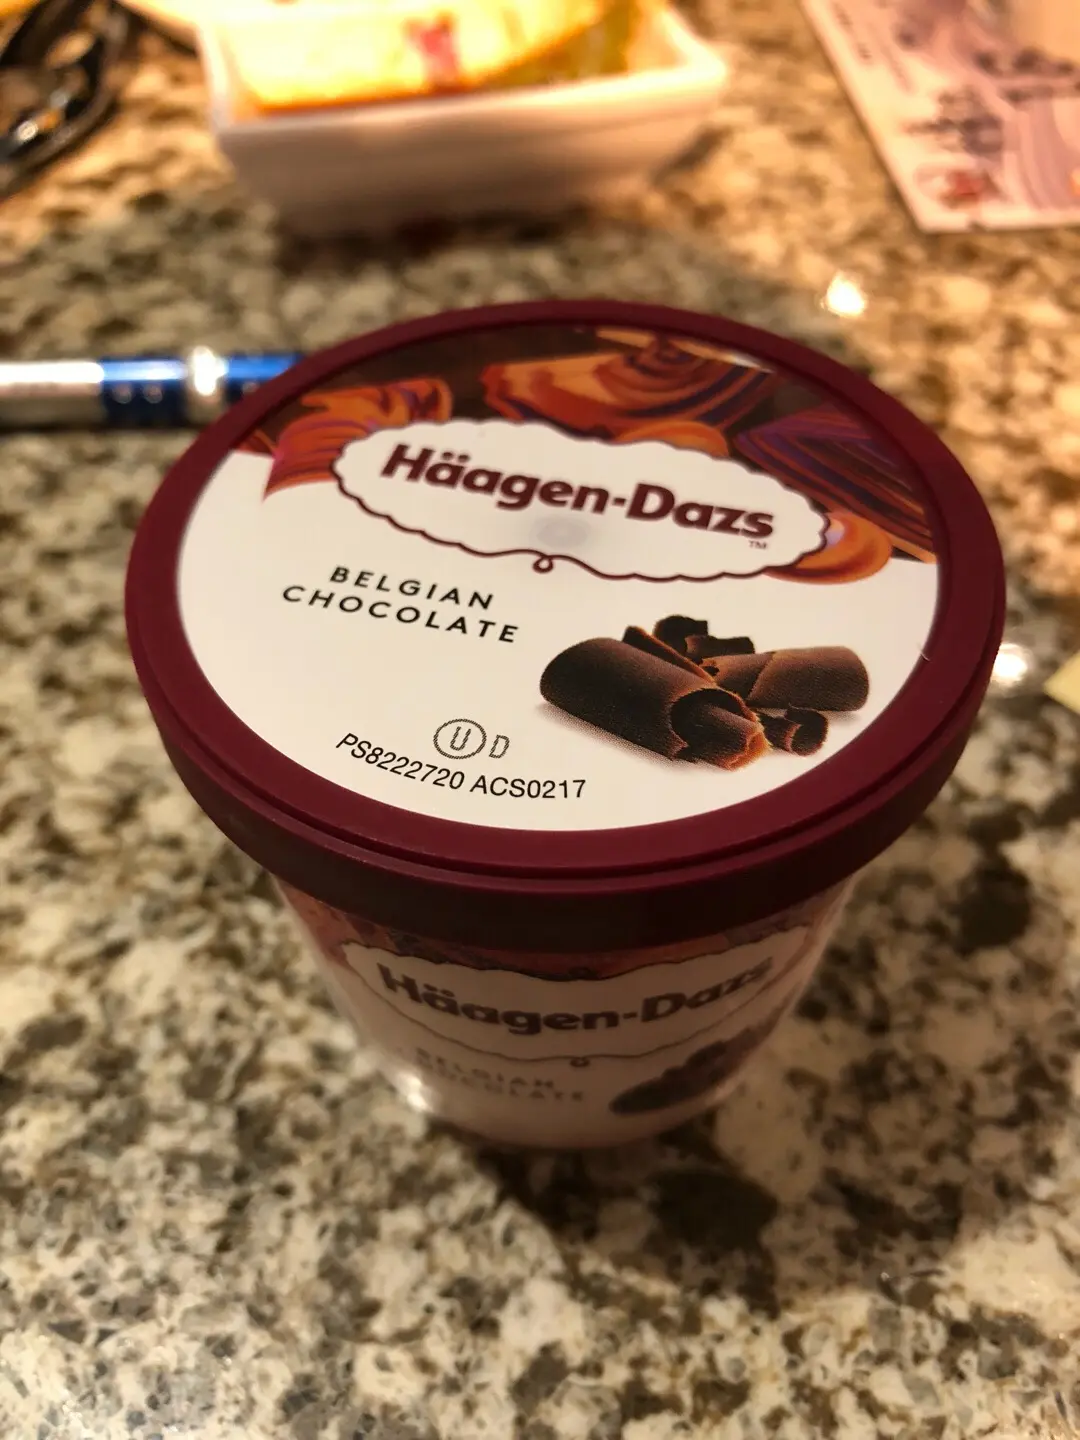 Häagen-Dazs
TM
BELGIAN
CHOCOLATE
U D
PS8222720 ACS0217
Häagen-Dazs
BELGIAN
CHOCOLATE